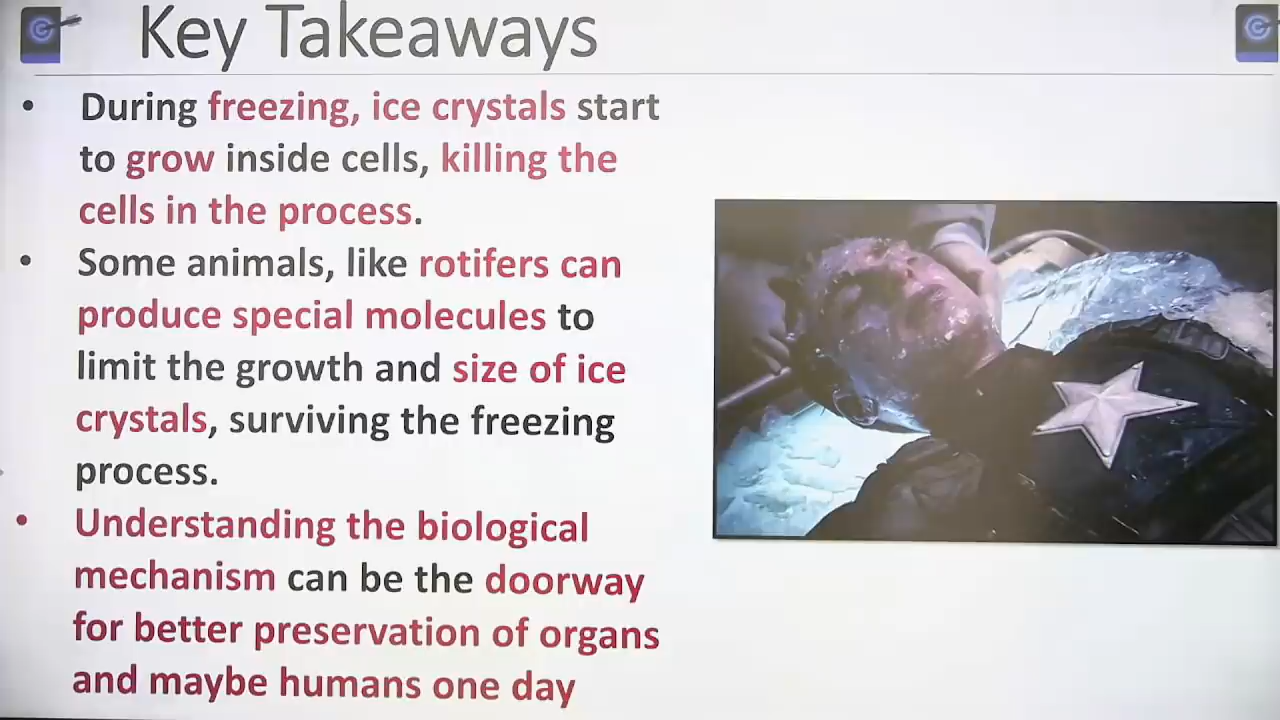 Key Takeaways
• During freezing, ice crystals start
to grow inside cells, killing the
cells in the process.
• Some animals, like rotifers can
produce special molecules to
limit the growth and size of ice
crystals, surviving the freezing
process.
• Understanding the biological
mechanism can be the doorway
for better preservation of organs
and maybe humans one day